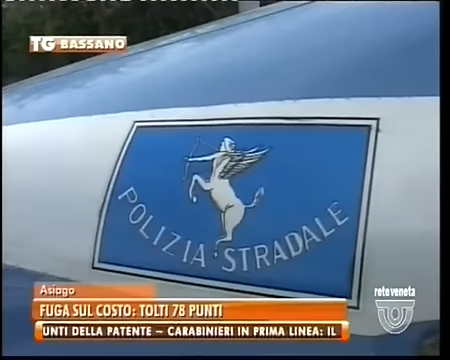 TG BASSANO
POLIZIA STRADALE
Asiago
FUGA SUL COSTO: TOLTI 78 PUNTI
reteveneta
UNTI DELLA PATENTE – CARABINIERI IN PRIMA LINEA: IL